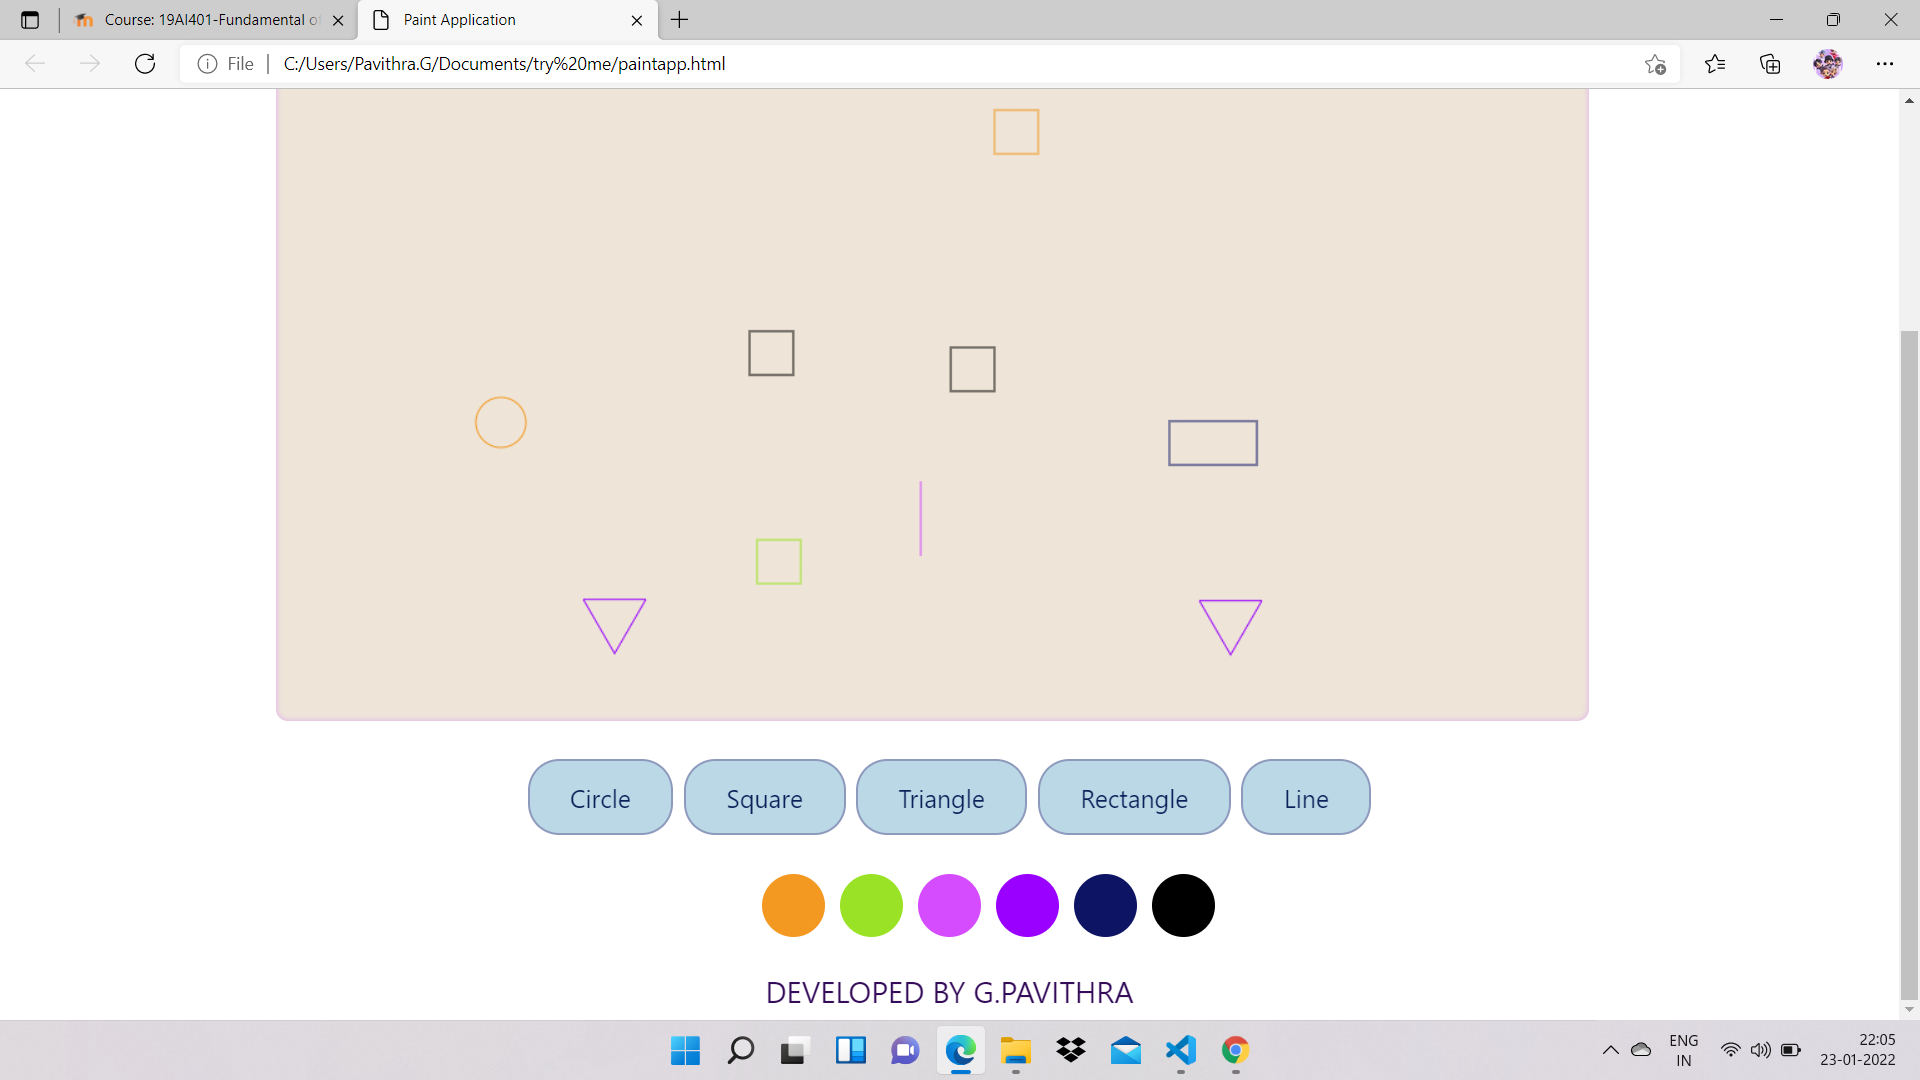 Course: 19AI401-Fundamental o
Paint Application
File
C:/Users/Pavithra.G/Documents/try%20me/paintapp.html
Circle
Square
Triangle
Rectangle
Line
DEVELOPED BY G.PAVITHRA
ENG
IN
22:05
23-01-2022